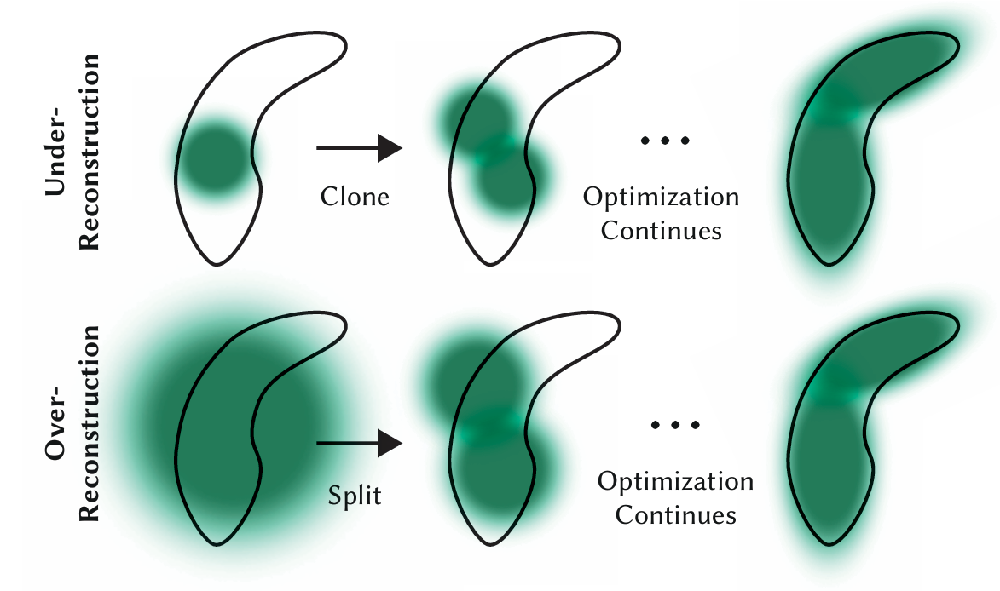 Under-
Reconstruction
Clone
...
Optimization
Continues
Over-
Reconstruction
Split
...
Optimization
Continues